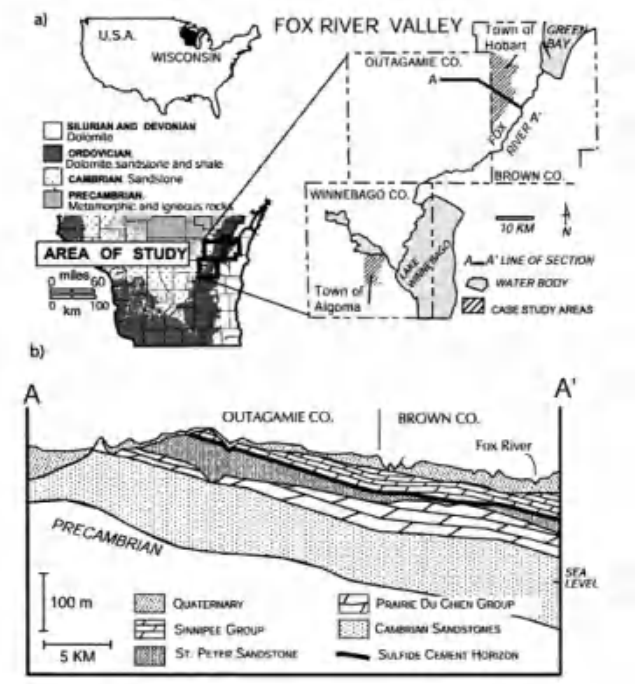 a)
FOX RIVER VALLEY
U.S.A.
WISCONSIN
Town of
Hobart
GREEN
BAY
OUTAGAMIE CO.
A
A'
FOX
RIVER
BROWN CO.
SILURIAN AND DEVONIAN
Dolomite
ORDOVICIAN.
Dolomite, sandstone and shale
CAMBRIAN. Sandstone
PRECAMBRIAN.
Metamorphic and igneous rocks
AREA OF STUDY
0 miles 60
0 km 100
WINNEBAGO CO.
LAKE
WINNEBAGO
Town of
Algoma
10 KM
N
A—A' LINE OF SECTION
WATER BODY
CASE STUDY AREAS
b)
A
A'
OUTAGAMIE CO.
BROWN CO.
Fox River
PRECAMBRIAN
SEA
LEVEL
100 m
5 KM
QUATERNARY
SINNIPEE GROUP
ST. PETER SANDSTONE
PRAIRIE DU CHIEN GROUP
CAMBRIAN SANDSTONES
SULFIDE CEMENT HORIZON